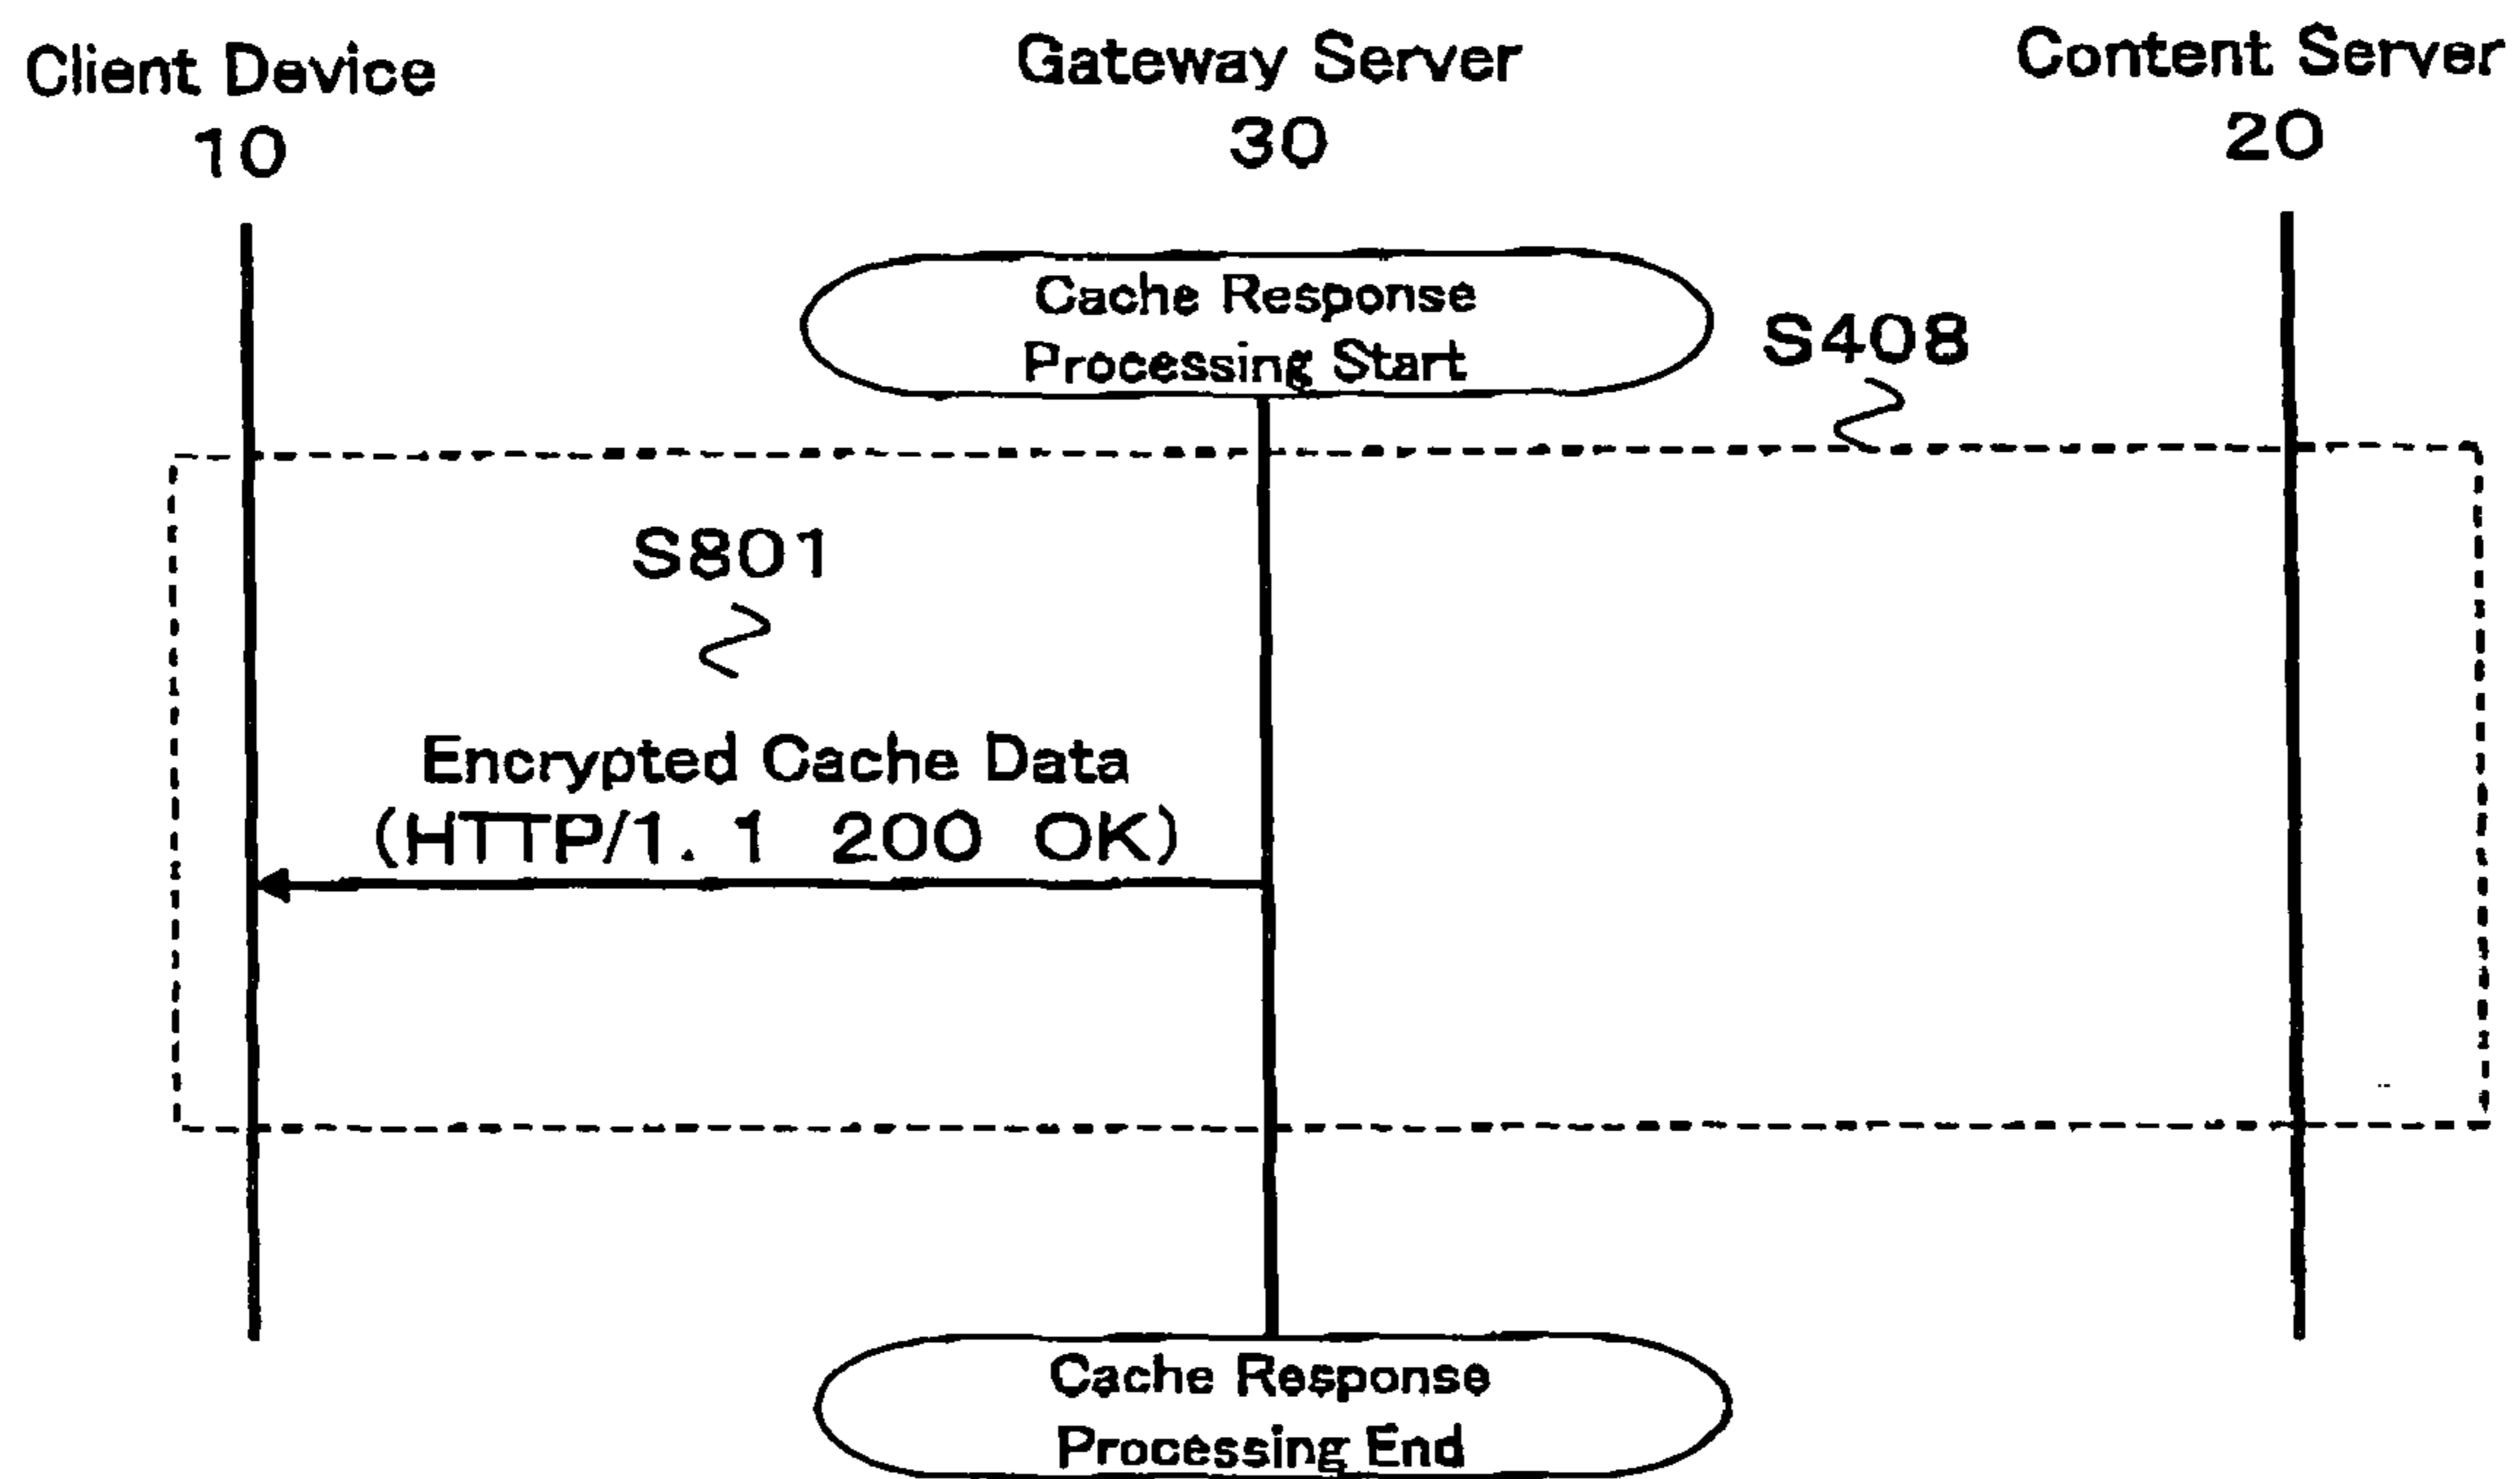 Client Device
10
Gateway Server
30
Content Server
20
Cache Response
Processing Start
S408
S801
Encrypted Cache Data
(HTTP/1. 1 200 OK)
Cache Response
Processing End